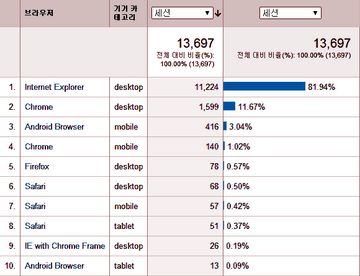 브라우저 기기 카테고리 세션 세션
13,697 13,697
전체 대비 비율(%): 100.00% (13,697) 전체 대비 비율(%): 100.00% (13,697)
1. Internet Explorer desktop 11,224 81.94%
2. Chrome desktop 1,599 11.67%
3. Android Browser mobile 416 3.04%
4. Chrome mobile 140 1.02%
5. Firefox desktop 78 0.57%
6. Safari desktop 68 0.50%
7. Safari mobile 57 0.42%
8. Safari tablet 51 0.37%
9. IE with Chrome Frame desktop 26 0.19%
10. Android Browser tablet 13 0.09%